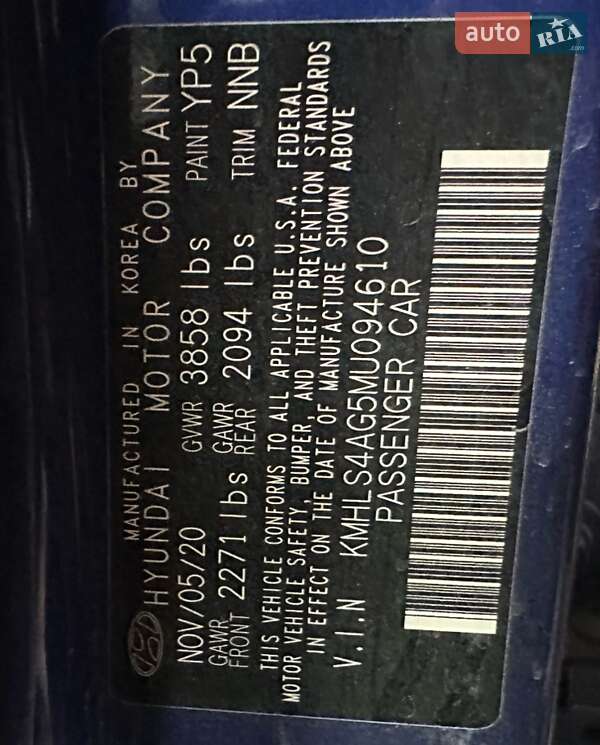 MANUFACTURED IN KOREA BY
HYUNDAI MOTOR COMPANY
NOV/05/20 GVWR 3858 lbs PAINT YP5
GAWR FRONT 2271 lbs GAWR REAR 2094 lbs TRIM NNB
THIS VEHICLE CONFORMS TO ALL APPLICABLE U.S.A. FEDERAL
MOTOR VEHICLE SAFETY, BUMPER, AND THEFT PREVENTION STANDARDS
IN EFFECT ON THE DATE OF MANUFACTURE SHOWN ABOVE
V.I.N KMHLS4AG5MU094610
PASSENGER CAR
auto RIA.com